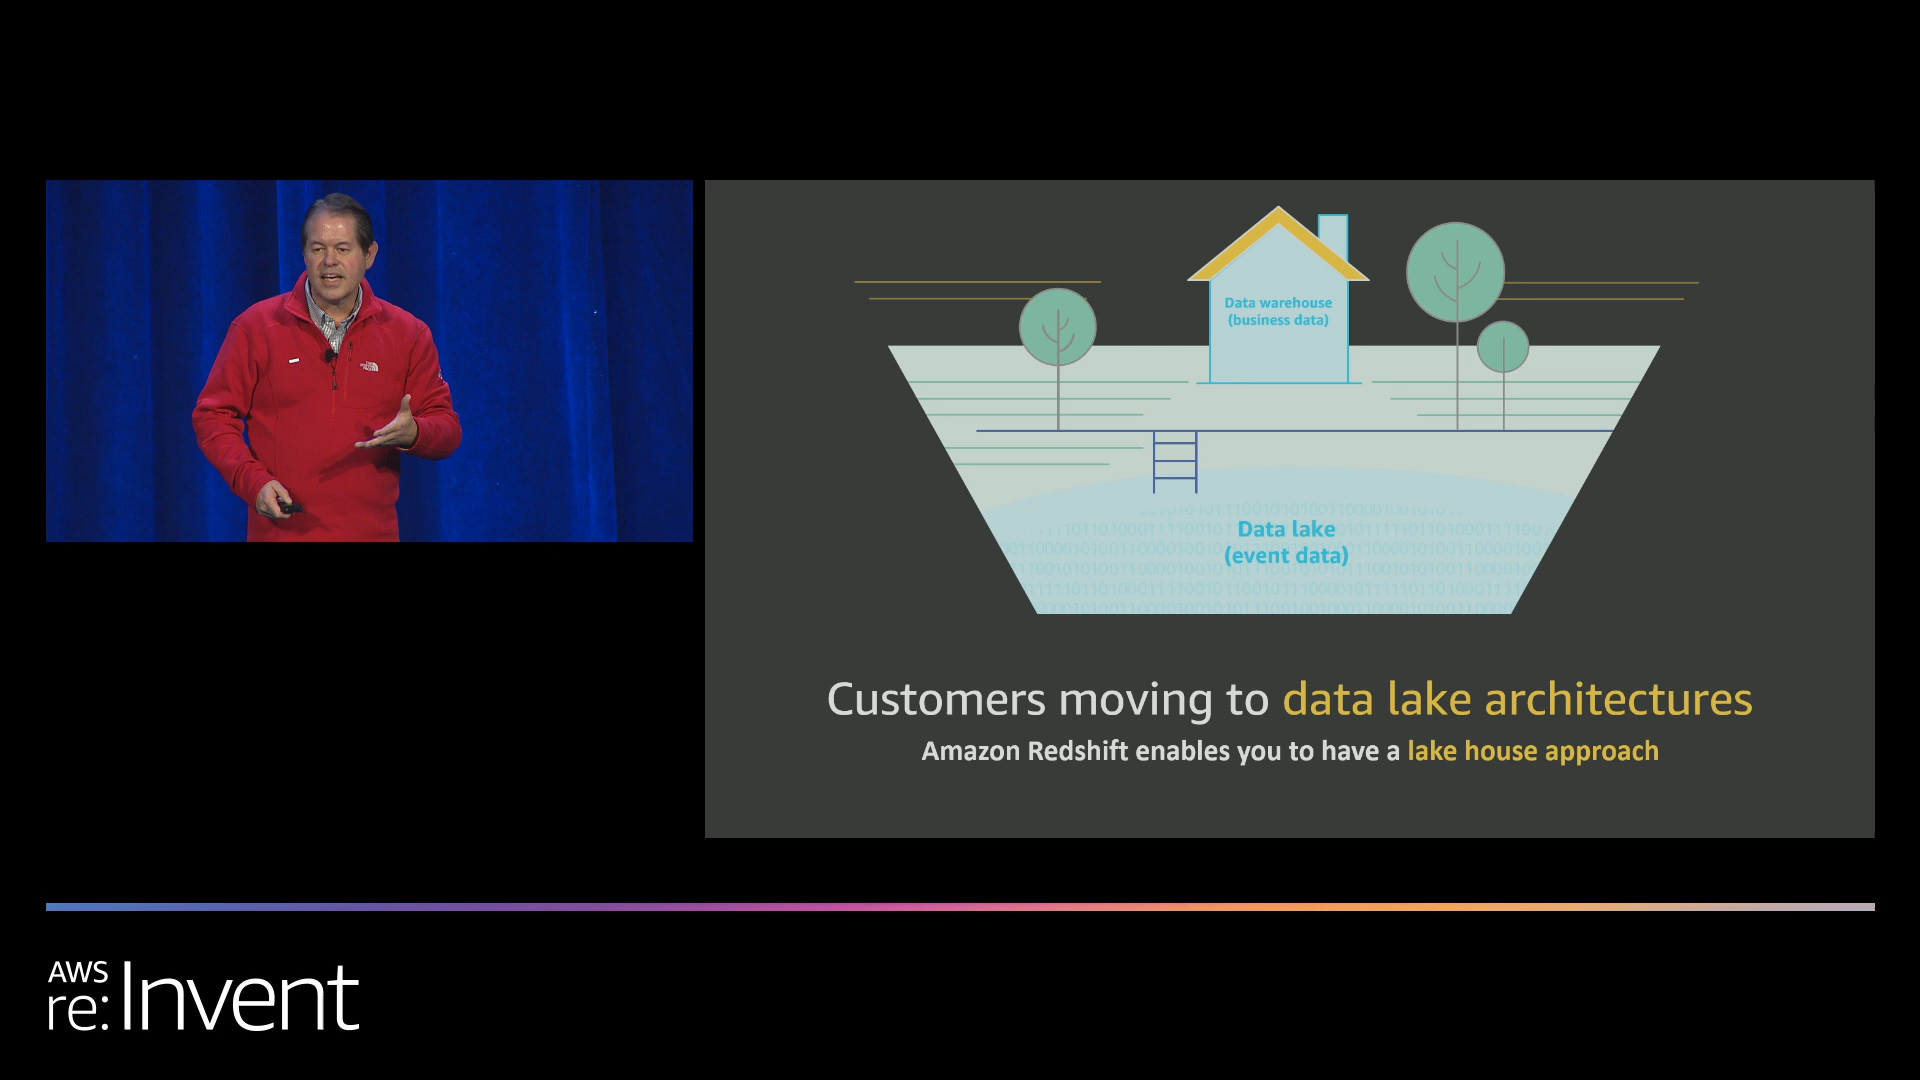 Data warehouse
(business data)
Data lake
(event data)
Customers moving to data lake architectures
Amazon Redshift enables you to have a lake house approach
AWS
re:Invent